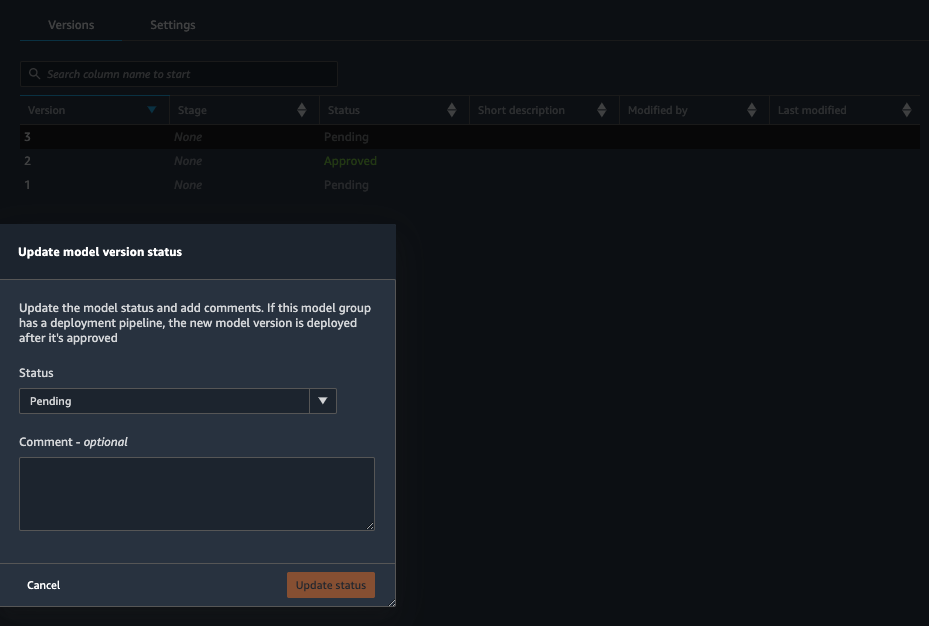 Versions Settings
Search column name to start
Version Stage Status Short description Modified by Last modified
3 None Pending
2 None Approved
1 None Pending
Update model version status
Update the model status and add comments. If this model group
has a deployment pipeline, the new model version is deployed
after it's approved
Status
Pending
Comment - optional
Cancel Update status